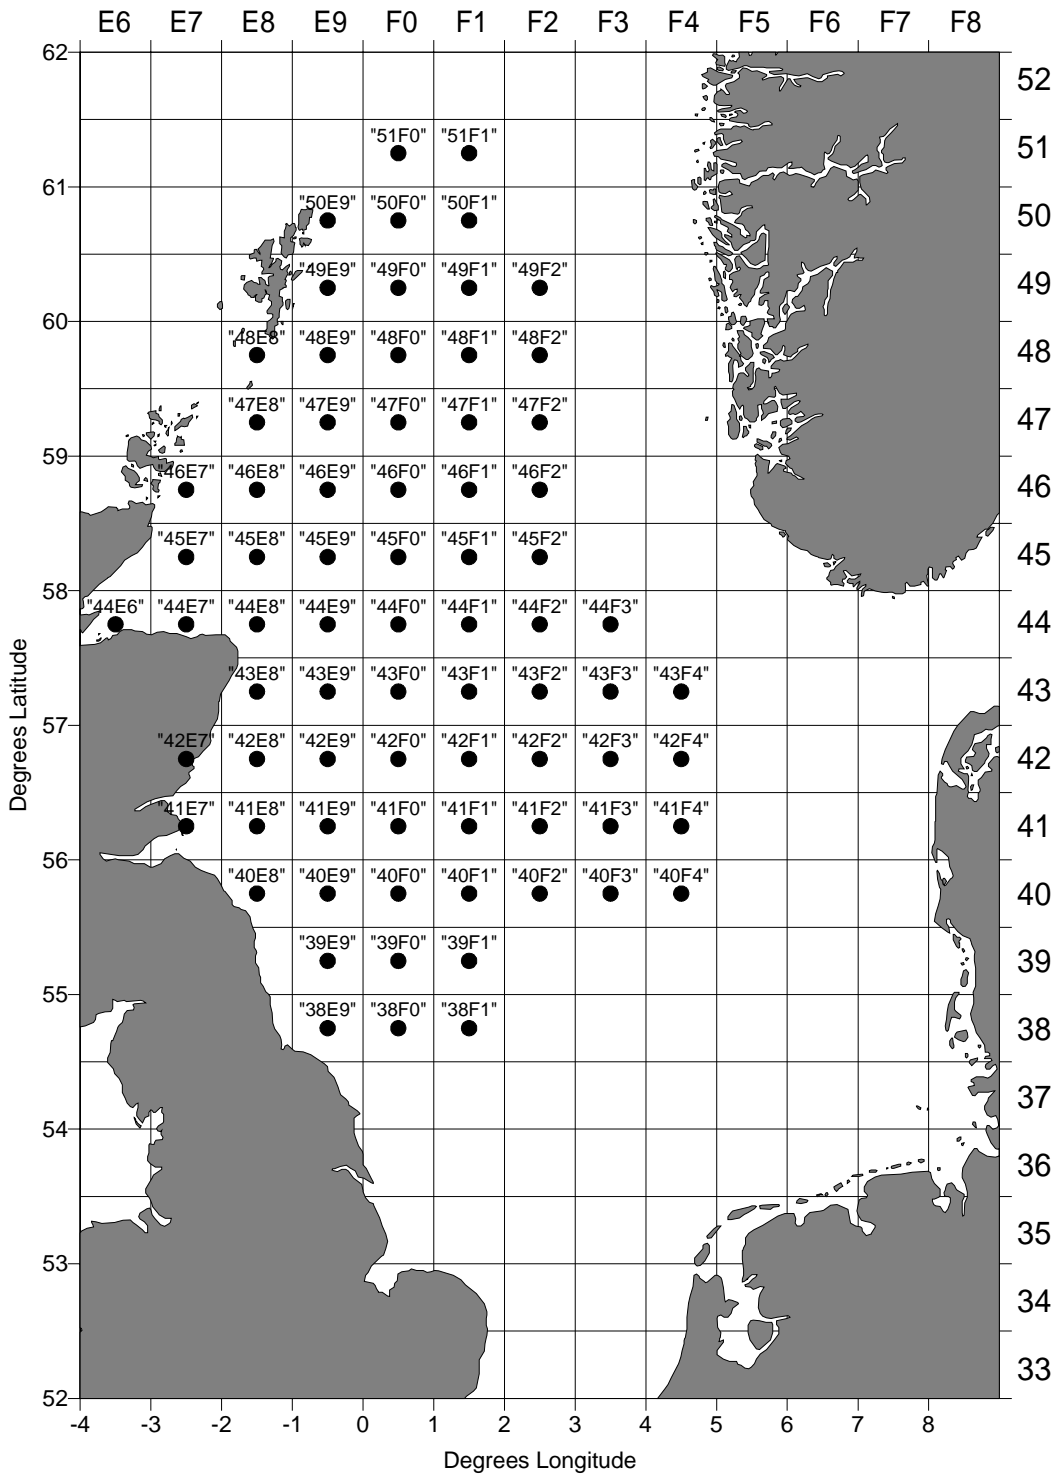 E6 E7 E8 E9 F0 F1 F2 F3 F4 F5 F6 F7 F8
62
52
"51F0" "51F1"
51
61
"50E9" "50F0" "50F1"
50
"49E9" "49F0" "49F1" "49F2"
49
60
"48E8" "48E9" "48F0" "48F1" "48F2"
48
"47E8" "47E9" "47F0" "47F1" "47F2"
47
59
"46E7" "46E8" "46E9" "46F0" "46F1" "46F2"
46
"45E7" "45E8" "45E9" "45F0" "45F1" "45F2"
45
58
"44E6" "44E7" "44E8" "44E9" "44F0" "44F1" "44F2" "44F3"
44
Degrees Latitude
"43E8" "43E9" "43F0" "43F1" "43F2" "43F3" "43F4"
43
57
"42E7" "42E8" "42E9" "42F0" "42F1" "42F2" "42F3" "42F4"
42
"41E7" "41E8" "41E9" "41F0" "41F1" "41F2" "41F3" "41F4"
41
56
"40E8" "40E9" "40F0" "40F1" "40F2" "40F3" "40F4"
40
"39E9" "39F0" "39F1"
39
55
"38E9" "38F0" "38F1"
38
37
54
36
35
53
34
33
52
-4 -3 -2 -1 0 1 2 3 4 5 6 7 8
Degrees Longitude